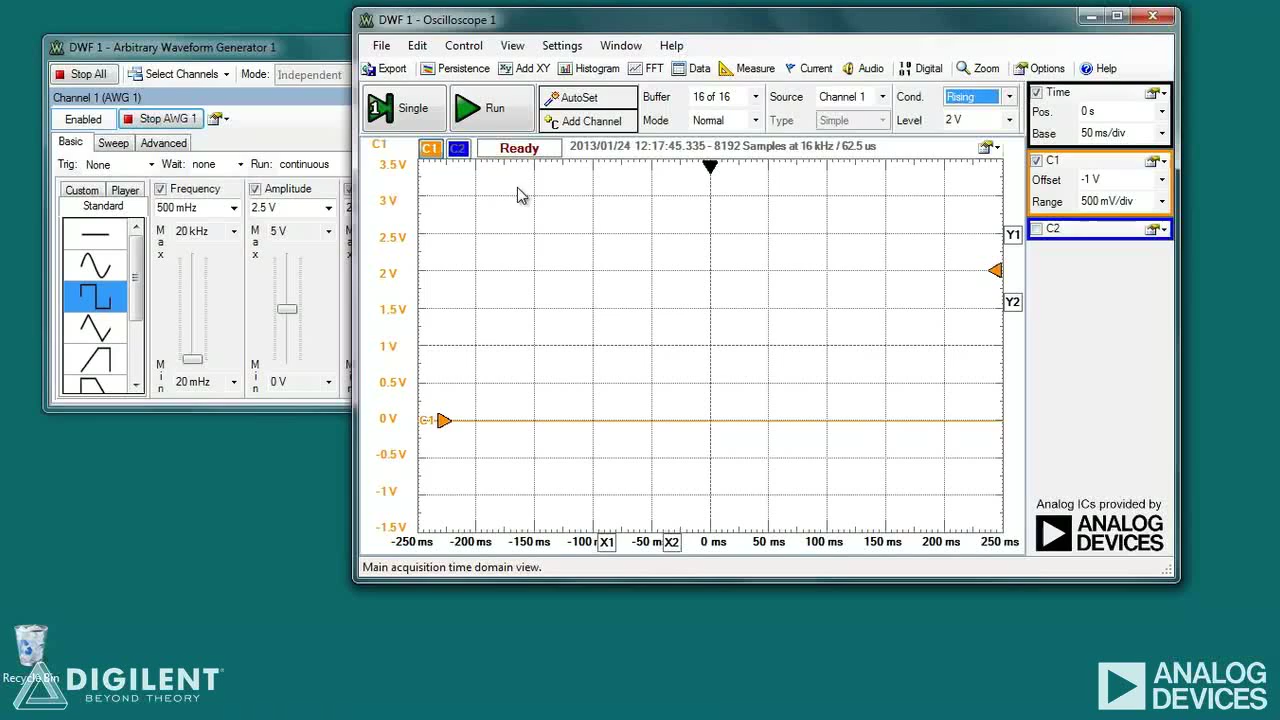 DWF 1 - Arbitrary Waveform Generator 1
Stop All
Select Channels
Mode:
Independent
Channel 1 (AWG 1)
Enabled
Stop AWG 1
Basic
Sweep
Advanced
Trig:
None
Wait:
none
Run:
continuous
Custom
Player
Standard
Frequency
500 mHz
Max
20 kHz
Min
20 mHz
Amplitude
2.5 V
Max
5 V
Min
0 V
DWF 1 - Oscilloscope 1
File
Edit
Control
View
Settings
Window
Help
Export
Persistence
Add XY
Histogram
FFT
Data
Measure
Current
Audio
Digital
Zoom
Options
Help
Single
Run
AutoSet
Add Channel
Buffer
16 of 16
Mode
Normal
Source
Channel 1
Type
Simple
Cond.
Rising
Level
2 V
C1
C1
C2
Ready
2013/01/24 12:17:45.335 - 8192 Samples at 16 kHz / 62.5 us
3.5 V
3 V
2.5 V
2 V
1.5 V
1 V
0.5 V
0 V
-0.5 V
-1 V
-1.5 V
C1
Y1
Y2
-250 ms
-200 ms
-150 ms
-100
X1
-50 m
X2
0 ms
50 ms
100 ms
150 ms
200 ms
250 ms
Time
Pos.
0 s
Base
50 ms/div
C1
Offset
-1 V
Range
500 mV/div
C2
Analog ICs provided by
ANALOG
DEVICES
Main acquisition time domain view.
Recycle Bin
DIGILENT
BEYOND THEORY
ANALOG
DEVICES